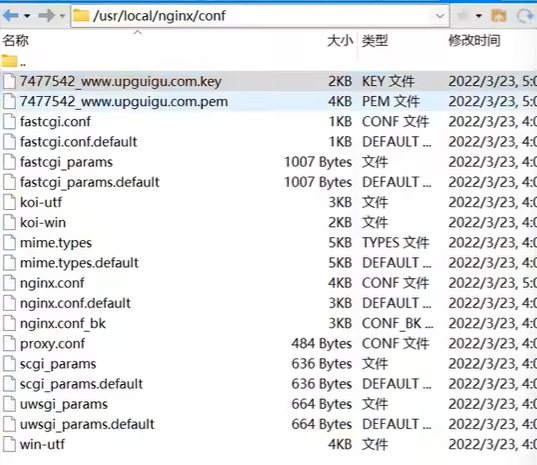 /usr/local/nginx/conf
名称 大小 类型 修改时间
..
7477542_www.upguigu.com.key 2KB KEY 文件 2022/3/23, 5:0
7477542_www.upguigu.com.pem 4KB PEM 文件 2022/3/23, 5:0
fastcgi.conf 1KB CONF 文件 2022/3/23, 4:0
fastcgi.conf.default 1KB DEFAULT ... 2022/3/23, 4:0
fastcgi_params 1007 Bytes 文件 2022/3/23, 4:0
fastcgi_params.default 1007 Bytes DEFAULT ... 2022/3/23, 4:0
koi-utf 3KB 文件 2022/3/23, 4:0
koi-win 2KB 文件 2022/3/23, 4:0
mime.types 5KB TYPES 文件 2022/3/23, 4:0
mime.types.default 5KB DEFAULT ... 2022/3/23, 4:0
nginx.conf 4KB CONF 文件 2022/3/23, 5:0
nginx.conf.default 3KB DEFAULT ... 2022/3/23, 4:0
nginx.conf_bk 3KB CONF_BK ... 2022/3/23, 4:0
proxy.conf 484 Bytes CONF 文件 2022/3/23, 4:0
scgi_params 636 Bytes 文件 2022/3/23, 4:0
scgi_params.default 636 Bytes DEFAULT ... 2022/3/23, 4:0
uwsgi_params 664 Bytes 文件 2022/3/23, 4:0
uwsgi_params.default 664 Bytes DEFAULT ... 2022/3/23, 4:0
win-utf 4KB 文件 2022/3/23, 4:0